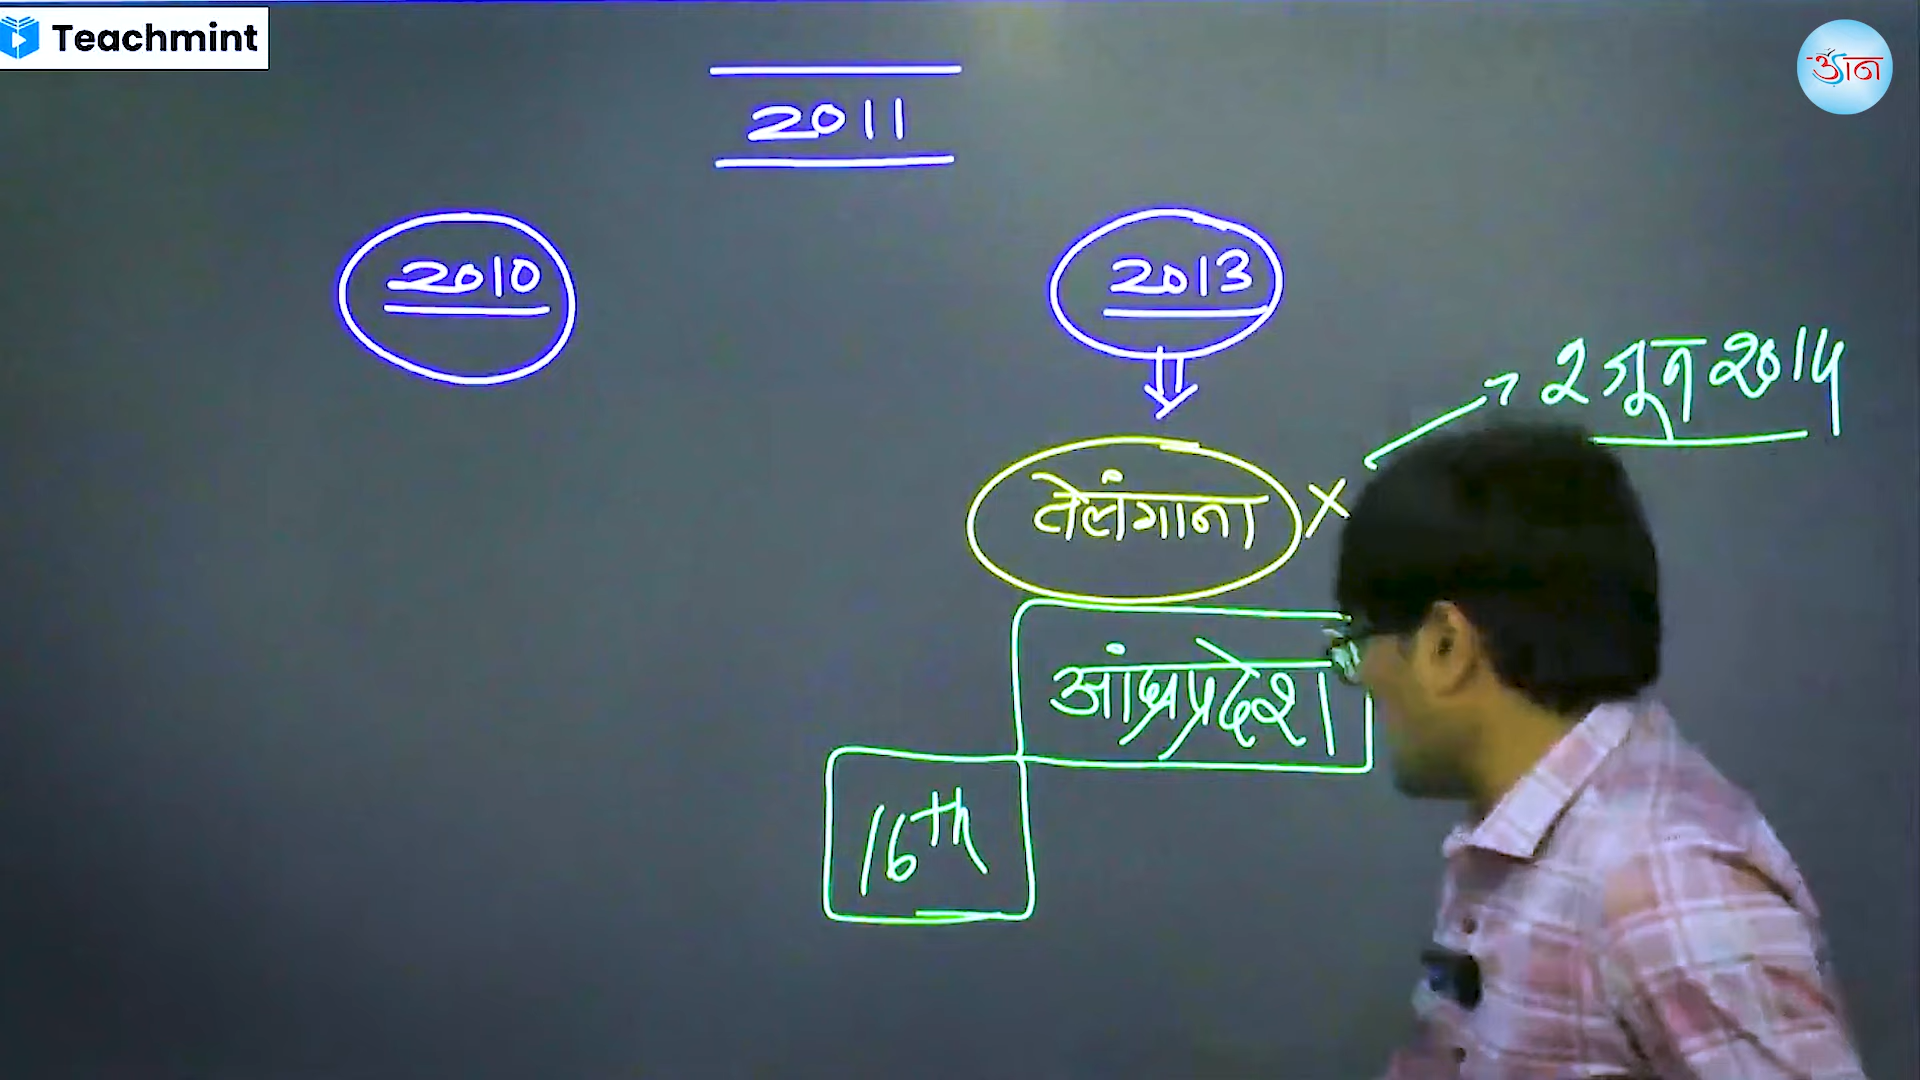 Teachmint
ज्ञान
2011
2010
2013
2 जून 2014
तेलंगाना X
आंध्रप्रदेश
16th